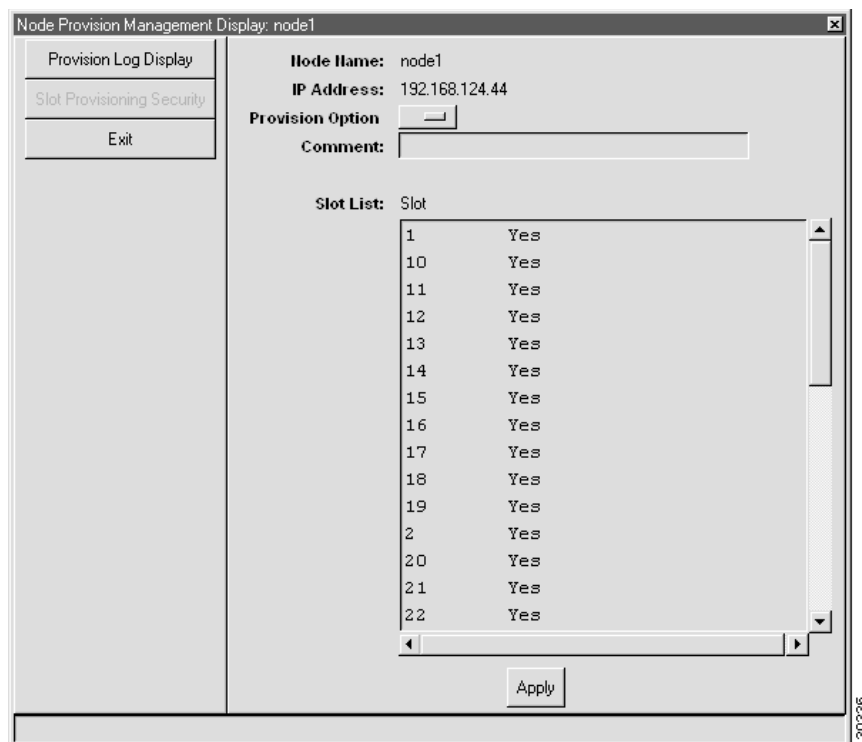 Node Provision Management Display: node1
Provision Log Display
Slot Provisioning Security
Exit
Node Name: node1
IP Address: 192.168.124.44
Provision Option
Comment:
Slot List: Slot
1 Yes
10 Yes
11 Yes
12 Yes
13 Yes
14 Yes
15 Yes
16 Yes
17 Yes
18 Yes
19 Yes
2 Yes
20 Yes
21 Yes
22 Yes
Apply